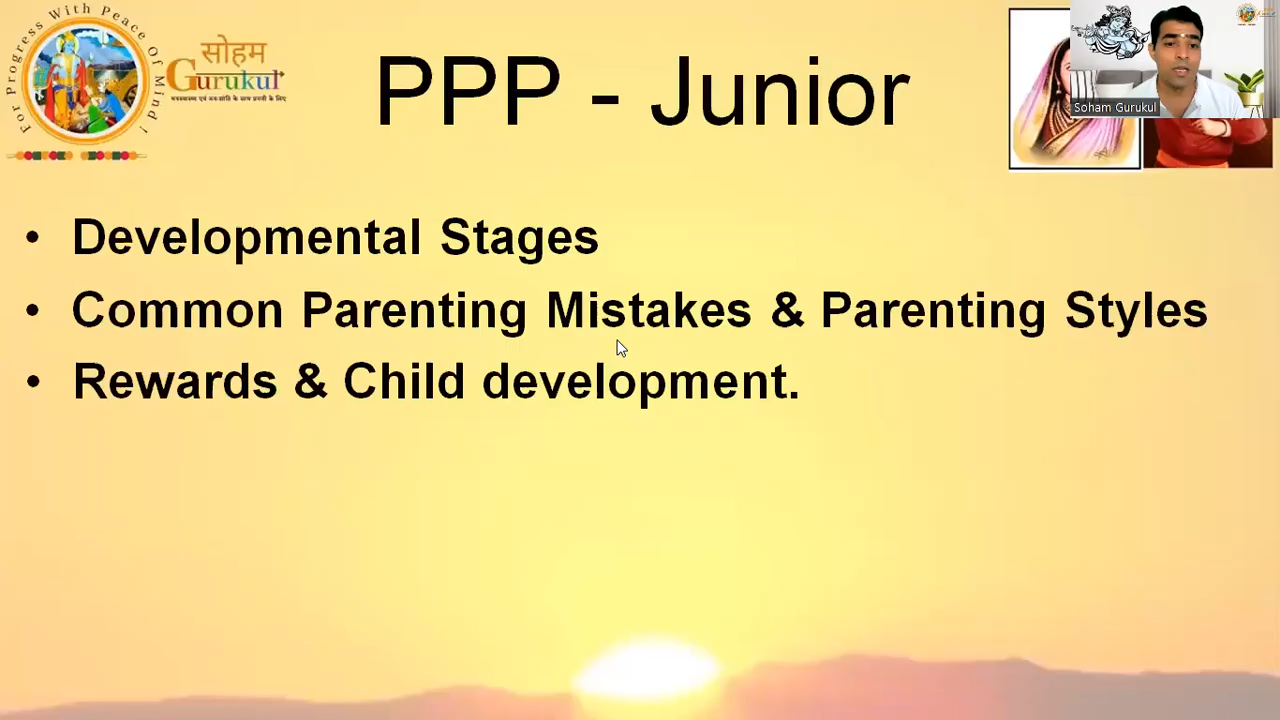 For Progress With Peace Of Mind !
सोहम
Gurukul
PPP - Junior
Soham Gurukul
• Developmental Stages
• Common Parenting Mistakes & Parenting Styles
• Rewards & Child development.